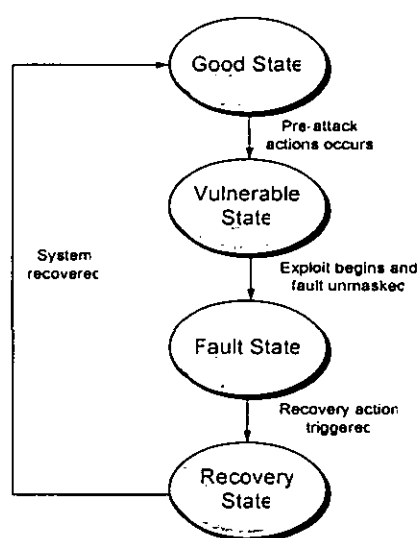 Good State
Pre-attack
actions occurs
Vulnerable
State
System
recovered
Exploit begins and
fault unmasked
Fault State
Recovery action
triggered
Recovery
State